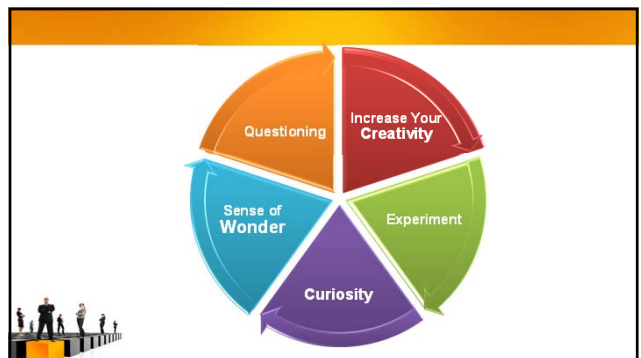 Increase Your
Creativity
Experiment
Curiosity
Sense of
Wonder
Questioning